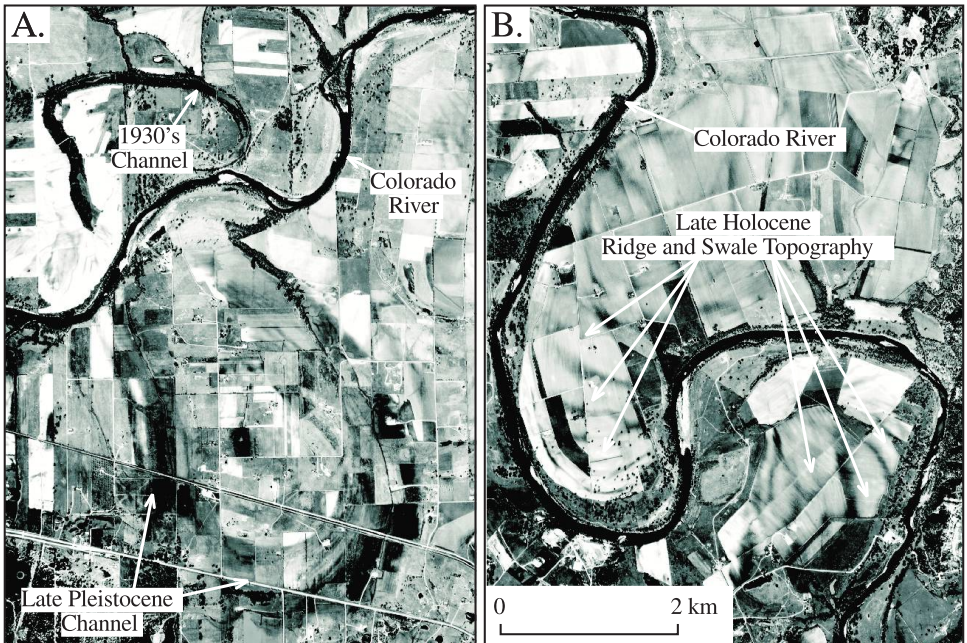 A.
1930's
Channel
Colorado
River
Late Pleistocene
Channel
B.
Colorado River
Late Holocene
Ridge and Swale Topography
0 2 km